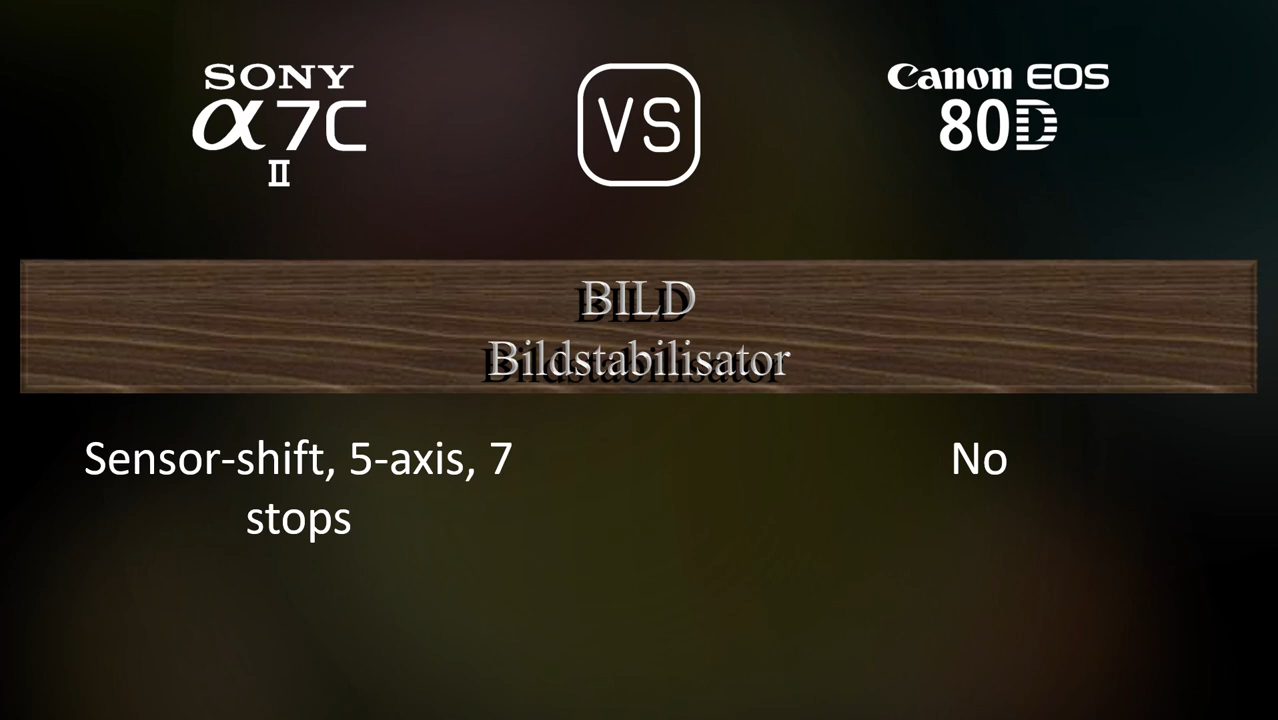 SONY
α7C
II
VS
Canon EOS
80D
BILD
Bildstabilisator
Sensor-shift, 5-axis, 7
stops
No